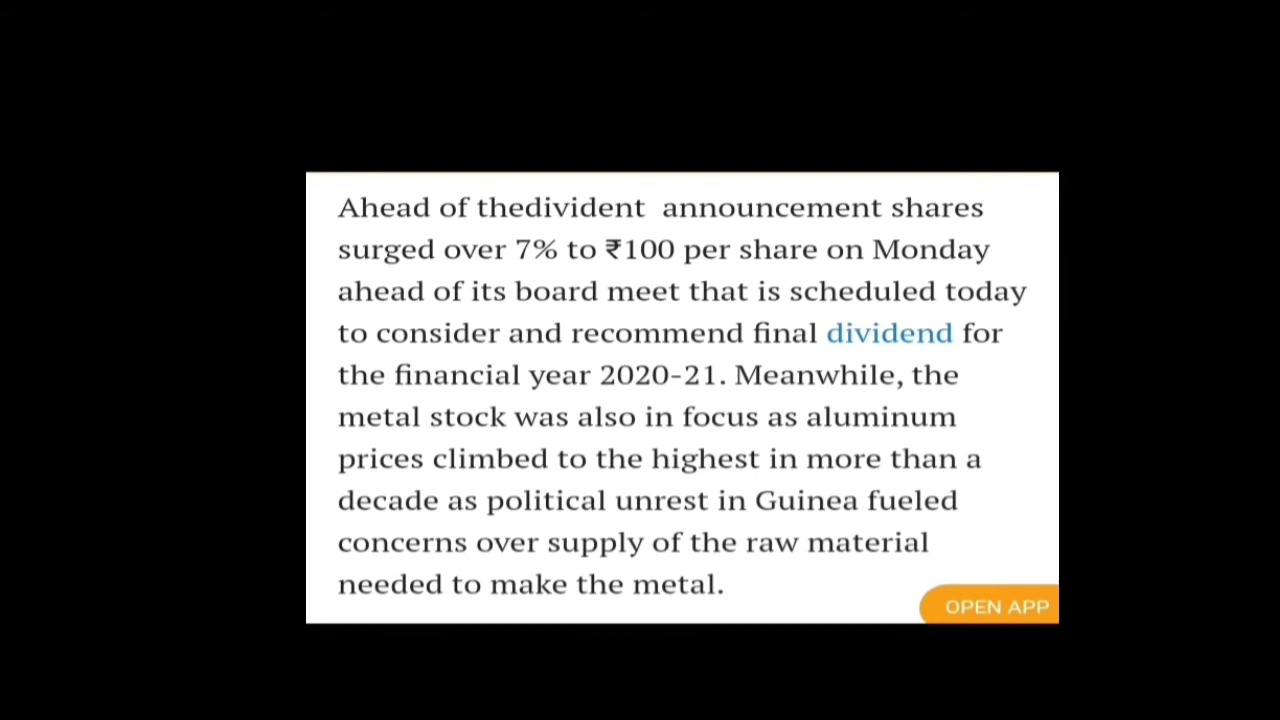 Ahead of thedivident announcement shares
surged over 7% to ₹100 per share on Monday
ahead of its board meet that is scheduled today
to consider and recommend final dividend for
the financial year 2020-21. Meanwhile, the
metal stock was also in focus as aluminum
prices climbed to the highest in more than a
decade as political unrest in Guinea fueled
concerns over supply of the raw material
needed to make the metal.
OPEN APP